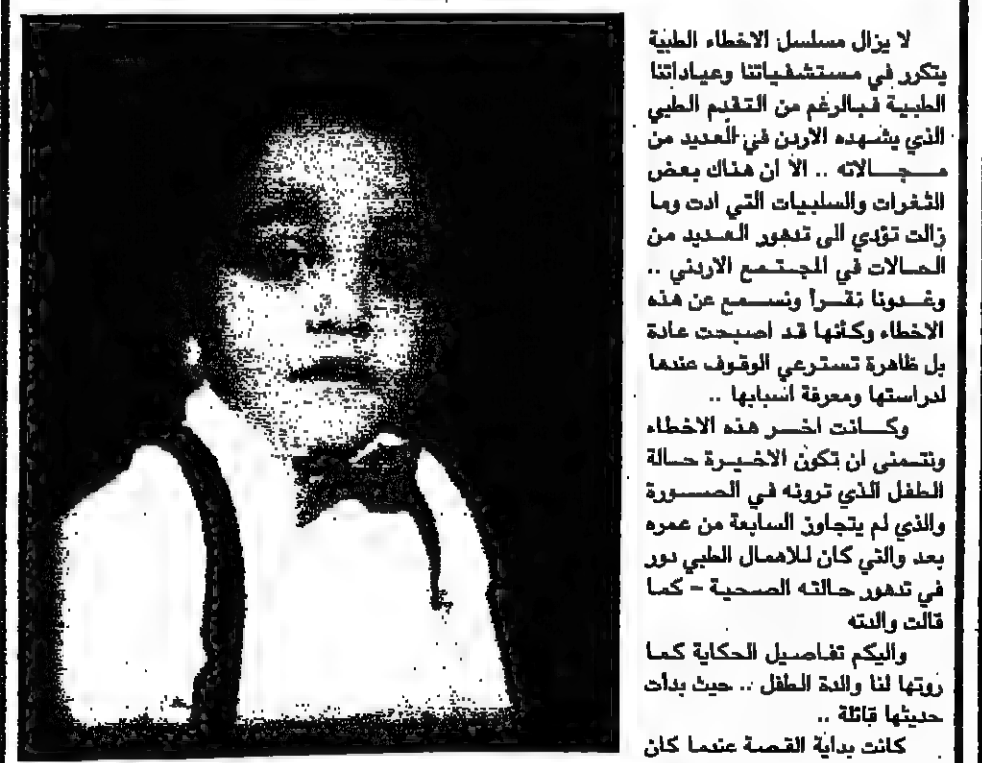 لا يزال مسلسل الاخطاء الطبية
يتكرر في مستشفياتنا وعياداتنا
الطبية فبالرغم من التقدم الطبي
الذي يشهده الاردن في العديد من
مجالاته .. الا ان هناك بعض
الثغرات والسلبيات التي ادت وما
زالت تؤدي الى تدهور العديد من
الحالات في المجتمع الاردني ..
وغدونا نقرأ ونسمع عن هذه
الاخطاء وكأنها قد اصبحت عادة
بل ظاهرة تسترعي الوقوف عندها
لدراستها ومعرفة اسبابها ..
وكانت اخر هذه الاخطاء
ونتمنى ان تكون الاخيرة حالة
الطفل الذي ترونه في الصورة
والذي لم يتجاوز السابعة من عمره
بعد والتي كان للاهمال الطبي دور
في تدهور حالته الصحية - كما
قالت والدته
واليكم تفاصيل الحكاية كما
روتها لنا والدة الطفل .. حيث بدأت
حديثها قائلة ..
كانت بداية القصة عندما كان